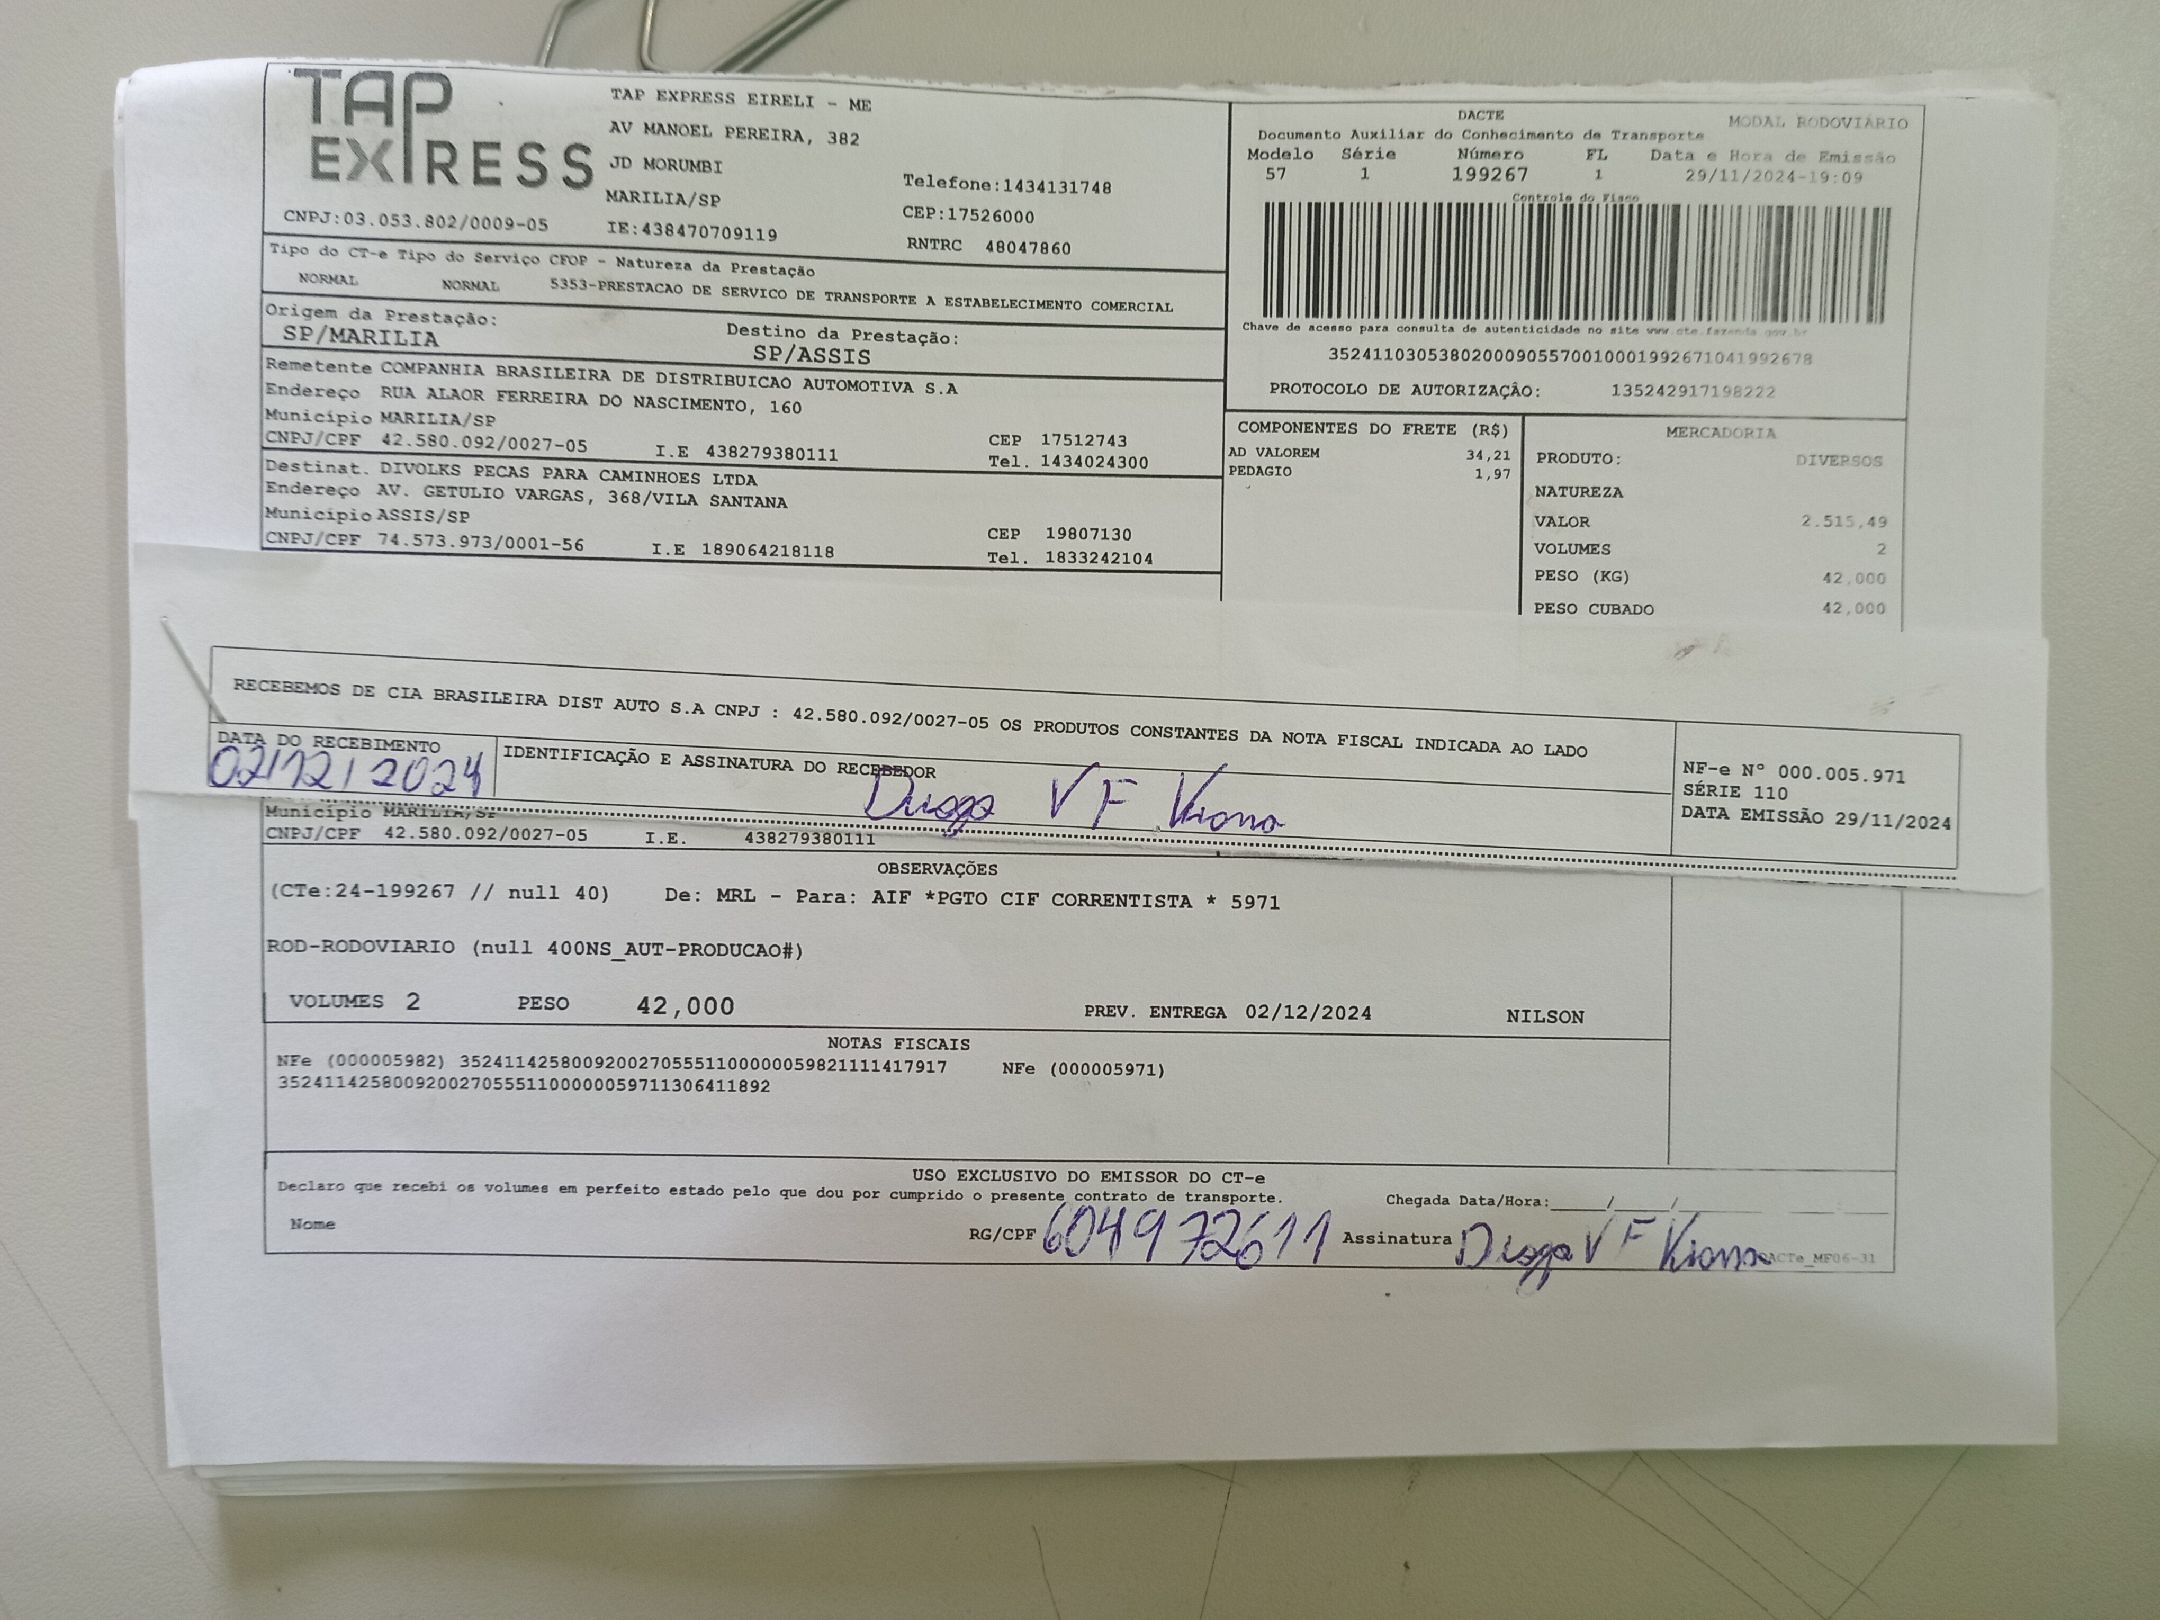 TAP EXPRESS
TAP EXPRESS EIRELI - ME
AV MANOEL PEREIRA, 382
JD MORUMBI
MARILIA/SP
Telefone:1434131748
CEP:17526000
CNPJ:03.053.802/0009-05 IE:438470709119 RNTRC 48047860
DACTE MODAL RODOVIÁRIO
Documento Auxiliar do Conhecimento de Transporte
Modelo Série Número FL Data e Hora de Emissão
57 1 199267 1 29/11/2024-19:09
Controle do Fisco
Chave de acesso para consulta de autenticidade no site www.cte.fazenda.gov.br
35241103053802000905570010001992671041992678
PROTOCOLO DE AUTORIZAÇÃO: 135242917198222
Tipo do CT-e Tipo do Serviço CFOP - Natureza da Prestação
NORMAL NORMAL 5353-PRESTACAO DE SERVICO DE TRANSPORTE A ESTABELECIMENTO COMERCIAL
Origem da Prestação: Destino da Prestação:
SP/MARILIA SP/ASSIS
Remetente COMPANHIA BRASILEIRA DE DISTRIBUICAO AUTOMOTIVA S.A
Endereço RUA ALAOR FERREIRA DO NASCIMENTO, 160
Município MARILIA/SP CEP 17512743
CNPJ/CPF 42.580.092/0027-05 I.E 438279380111 Tel. 1434024300
Destinat. DIVOLKS PECAS PARA CAMINHOES LTDA
Endereço AV. GETULIO VARGAS, 368/VILA SANTANA
Município ASSIS/SP CEP 19807130
CNPJ/CPF 74.573.973/0001-56 I.E 189064218118 Tel. 1833242104
COMPONENTES DO FRETE (R$)
AD VALOREM 34,21
PEDAGIO 1,97
MERCADORIA
PRODUTO: DIVERSOS
NATUREZA
VALOR 2.515,49
VOLUMES 2
PESO (KG) 42,000
PESO CUBADO 42,000
RECEBEMOS DE CIA BRASILEIRA DIST AUTO S.A CNPJ : 42.580.092/0027-05 OS PRODUTOS CONSTANTES DA NOTA FISCAL INDICADA AO LADO
DATA DO RECEBIMENTO IDENTIFICAÇÃO E ASSINATURA DO RECEBEDOR
02/12/2024 VF
NF-e N° 000.005.971
SÉRIE 110
DATA EMISSÃO 29/11/2024
Município MARILIA/SP
CNPJ/CPF 42.580.092/0027-05 I.E. 438279380111
OBSERVAÇÕES
(CTe:24-199267 // null 40) De: MRL - Para: AIF *PGTO CIF CORRENTISTA * 5971
ROD-RODOVIARIO (null 400NS_AUT-PRODUCAO#)
VOLUMES 2 PESO 42,000 PREV. ENTREGA 02/12/2024 NILSON
NOTAS FISCAIS
NFe (000005982) 35241142580092002705551100000059821111417917 NFe (000005971)
35241142580092002705551100000059711306411892
USO EXCLUSIVO DO EMISSOR DO CT-e
Declaro que recebi os volumes em perfeito estado pelo que dou por cumprido o presente contrato de transporte. Chegada Data/Hora:____/____/
Nome RG/CPF 604972611 Assinatura VF
DACTe_MF06-31